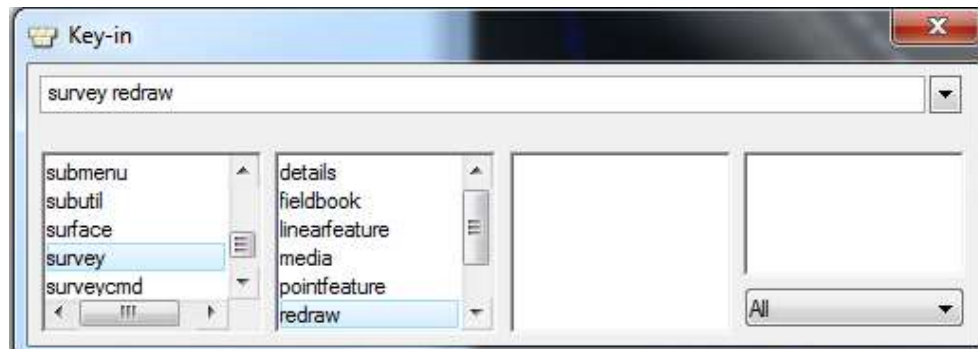 Key-in
survey redraw
submenu
subutil
surface
survey
surveycmd
details
fieldbook
linearfeature
media
pointfeature
redraw
All